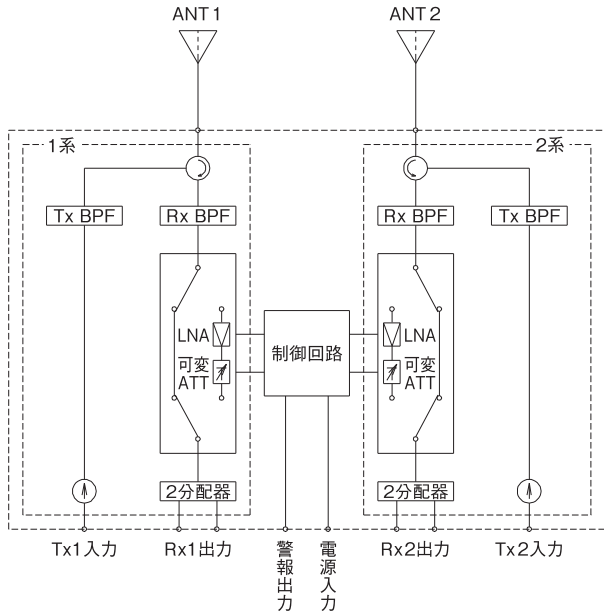 ANT1
ANT2
1系
2系
Tx BPF
Rx BPF
Rx BPF
Tx BPF
LNA
可変
ATT
制御回路
LNA
可変
ATT
2分配器
2分配器
Tx1入力
Rx1出力
警報出力
電源入力
Rx2出力
Tx2入力